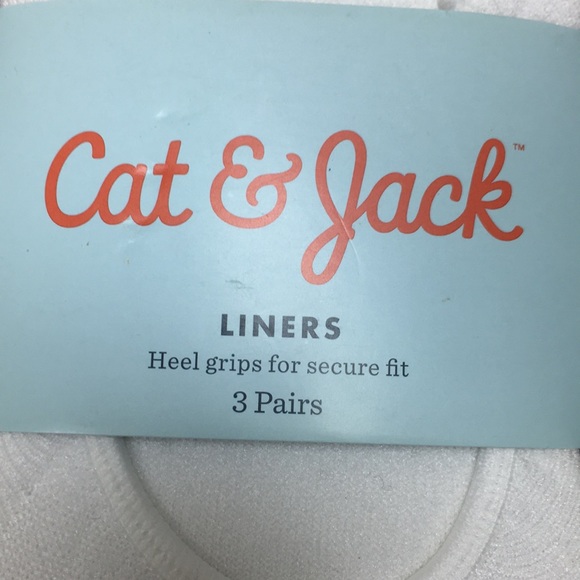 Cat & Jack™
LINERS
Heel grips for secure fit
3 Pairs